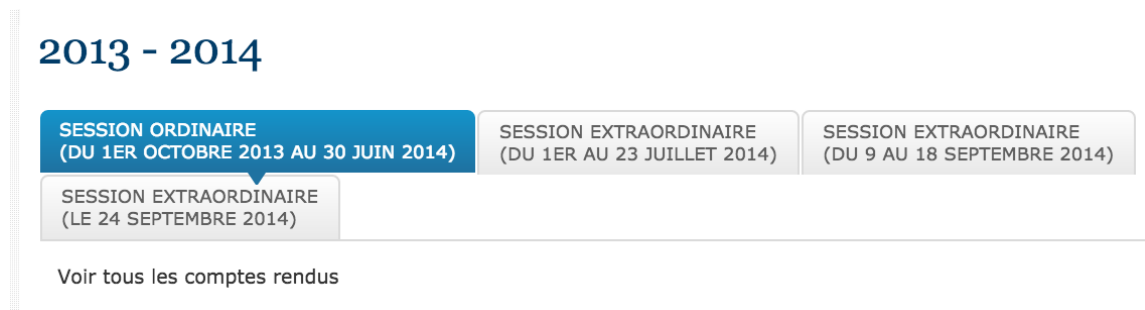 2013 - 2014
SESSION ORDINAIRE
(DU 1ER OCTOBRE 2013 AU 30 JUIN 2014)
SESSION EXTRAORDINAIRE
(DU 1ER AU 23 JUILLET 2014)
SESSION EXTRAORDINAIRE
(DU 9 AU 18 SEPTEMBRE 2014)
SESSION EXTRAORDINAIRE
(LE 24 SEPTEMBRE 2014)
Voir tous les comptes rendus